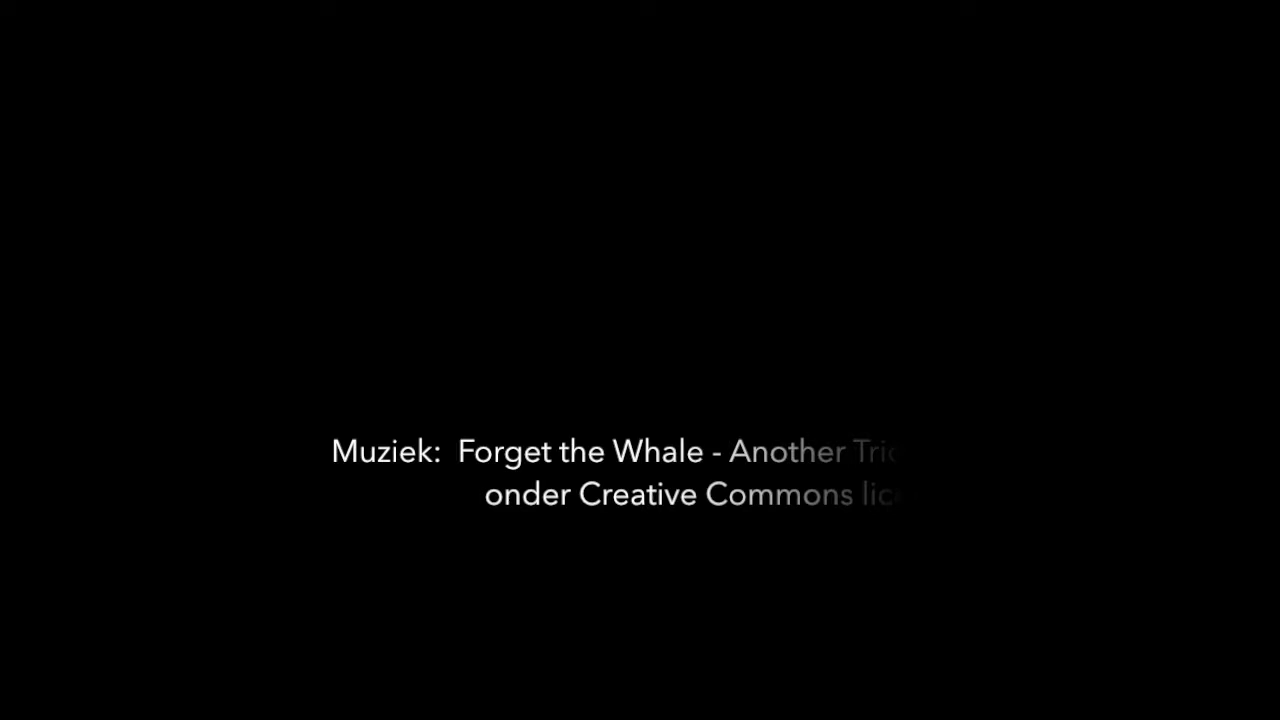 Muziek: Forget the Whale - Another
onder Creative Commons